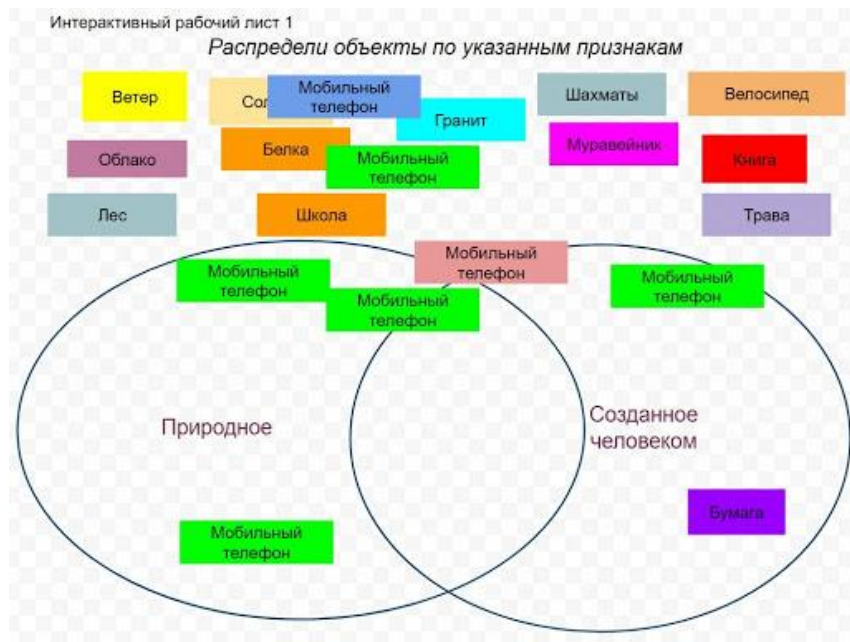 Интерактивный рабочий лист 1
Распредели объекты по указанным признакам
Ветер
Мобильный
телефон
Гранит
Шахматы
Велосипед
Облако
Белка
Мобильный
телефон
Муравейник
Книга
Лес
Школа
Трава
Мобильный
телефон
Мобильный
телефон
Мобильный
телефон
Мобильный
телефон
Природное
Созданное
человеком
Мобильный
телефон
Бумага